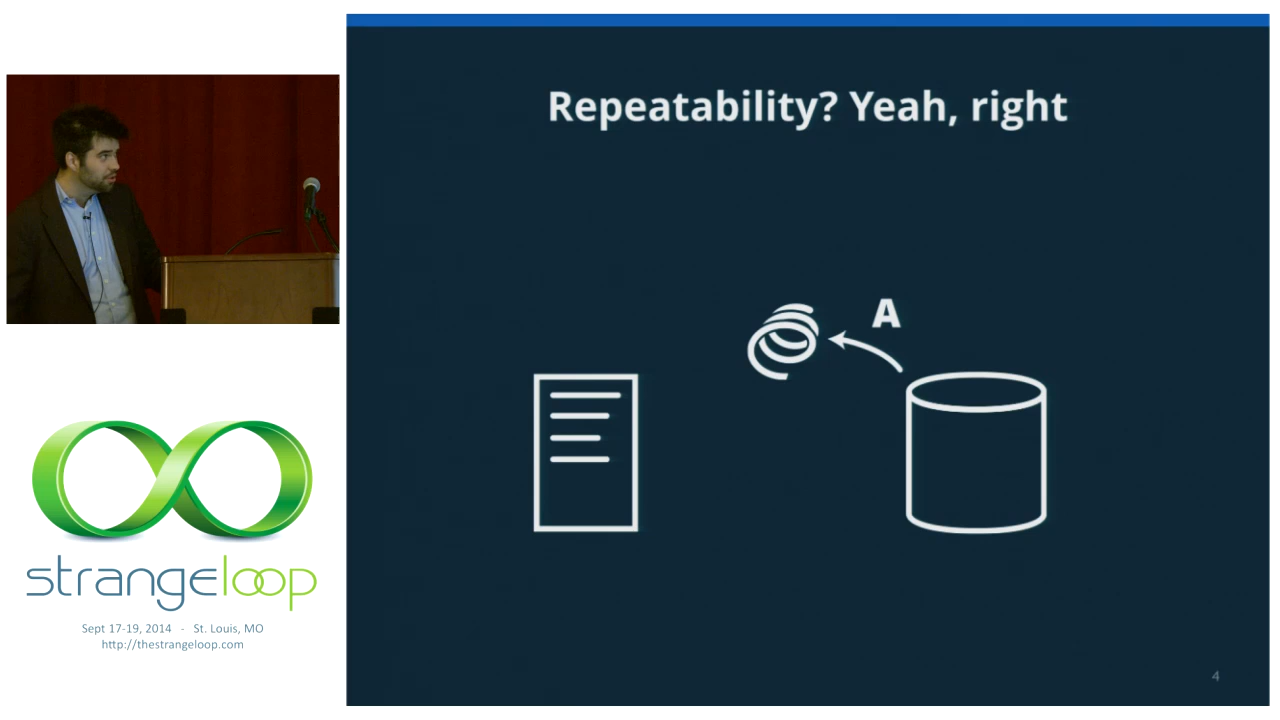 Repeatability? Yeah, right
A
4
strangeloop
Sept 17-19, 2014 - St. Louis, MO
http://thestrangeloop.com